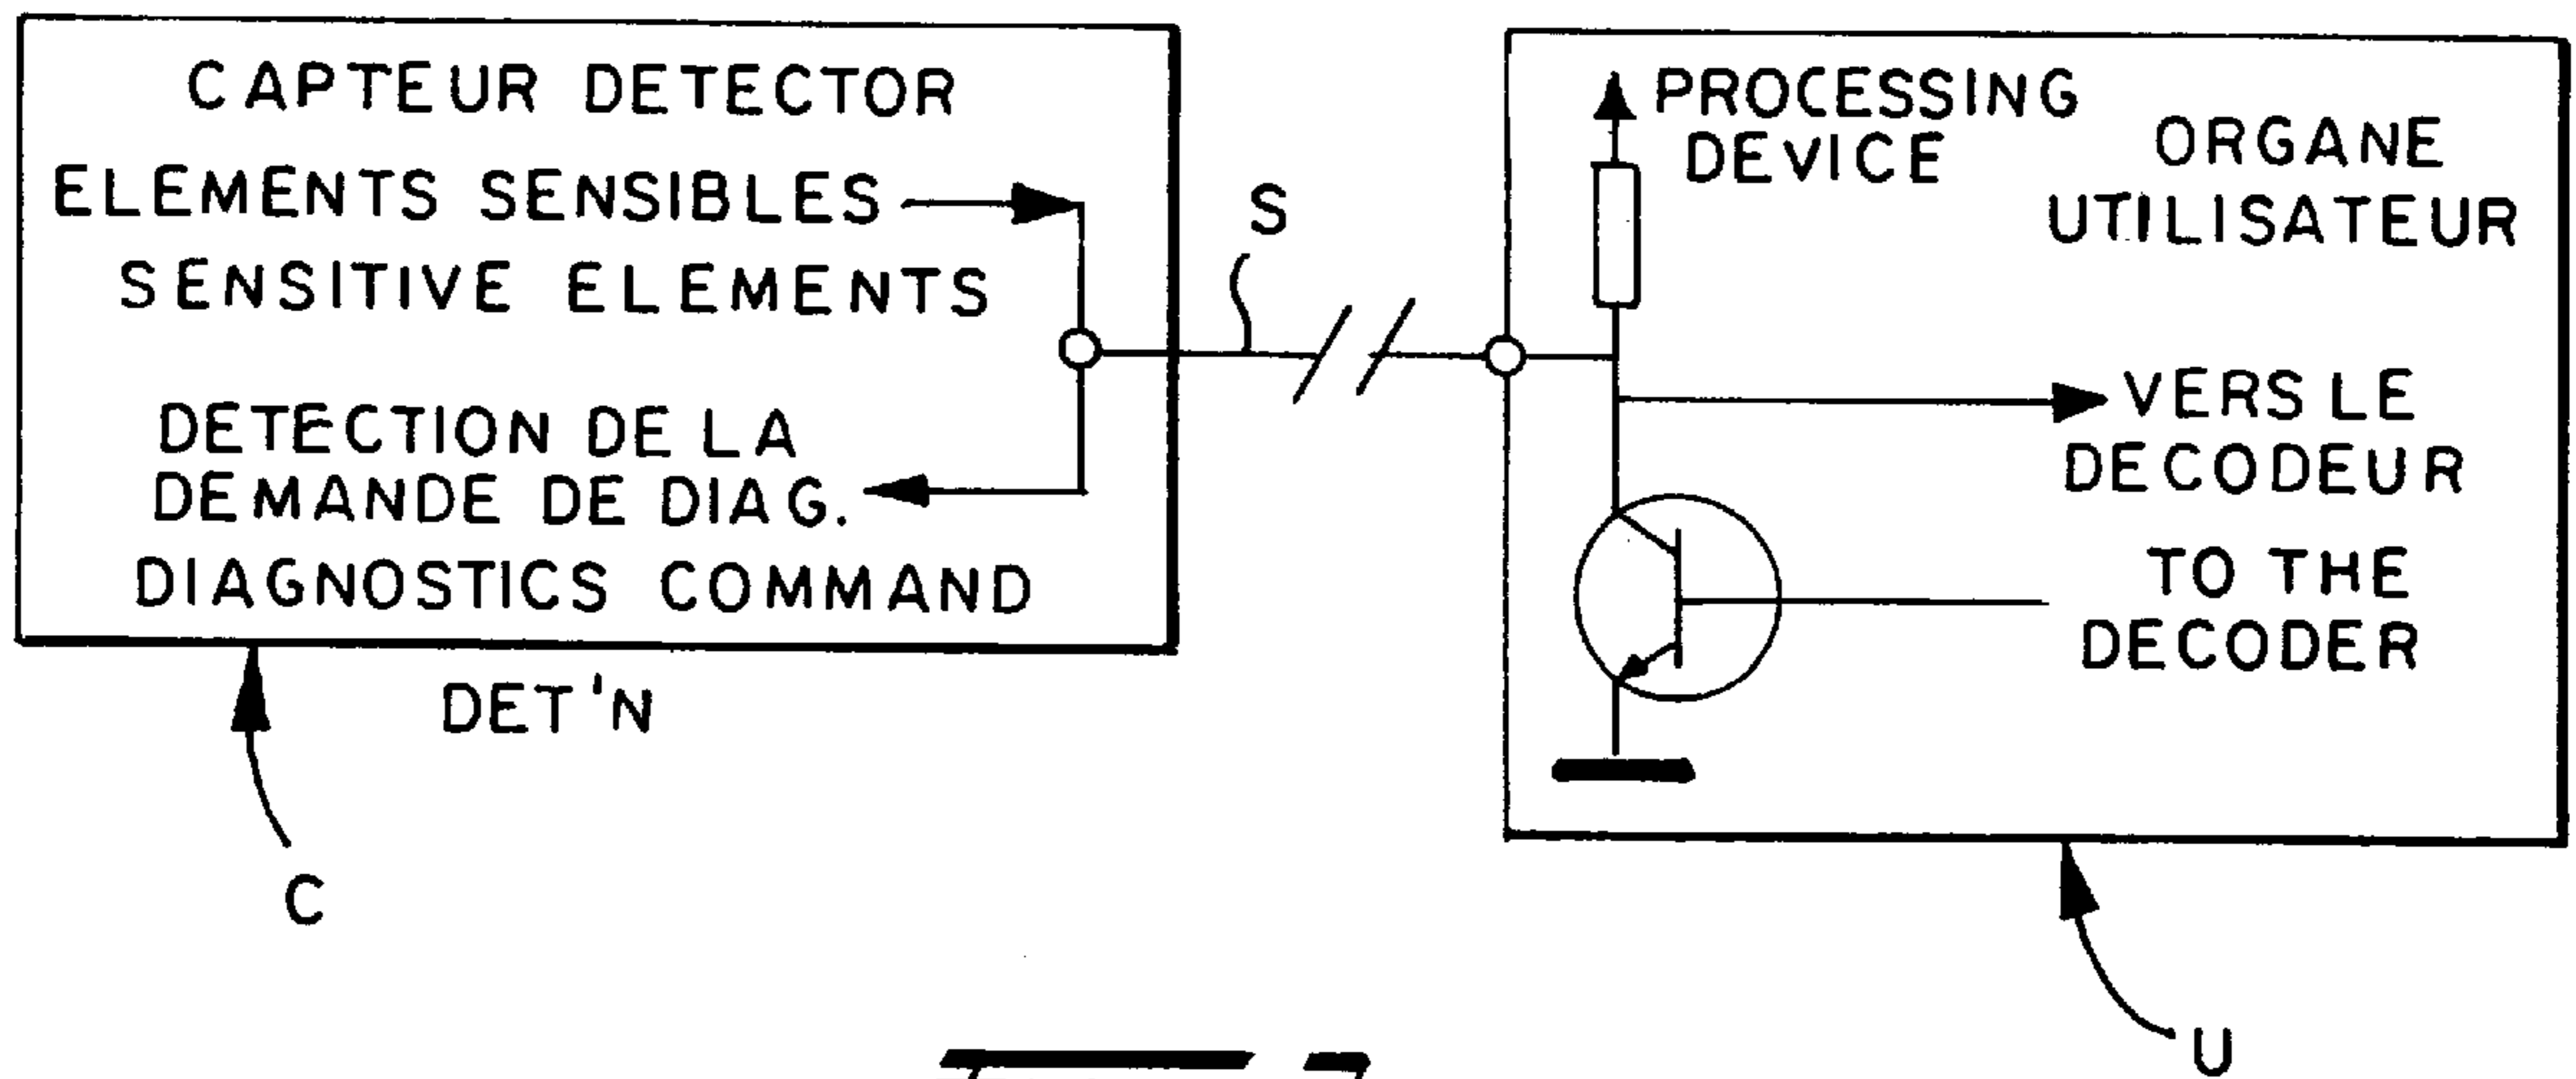 CAPTEUR DETECTOR
ELEMENTS SENSIBLES
SENSITIVE ELEMENTS
DETECTION DE LA
DEMANDE DE DIAG.
DIAGNOSTICS COMMAND
DET'N
C
S
PROCESSING
DEVICE
ORGANE
UTILISATEUR
VERS LE
DECODEUR
TO THE
DECODER
U